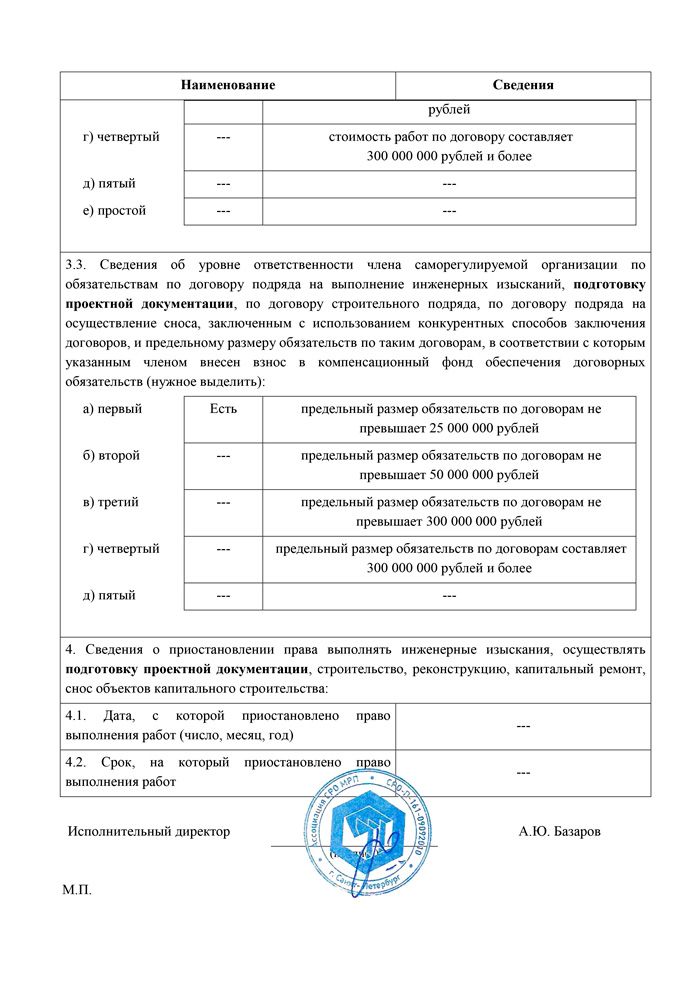 Наименование Сведения
рублей
г) четвертый --- стоимость работ по договору составляет
300 000 000 рублей и более
д) пятый --- ---
е) простой --- ---
3.3. Сведения об уровне ответственности члена саморегулируемой организации по
обязательствам по договору подряда на выполнение инженерных изысканий, подготовку
проектной документации, по договору строительного подряда, по договору подряда на
осуществление сноса, заключенным с использованием конкурентных способов заключения
договоров, и предельному размеру обязательств по таким договорам, в соответствии с которым
указанным членом внесен взнос в компенсационный фонд обеспечения договорных
обязательств (нужное выделить):
а) первый Есть предельный размер обязательств по договорам не
превышает 25 000 000 рублей
б) второй --- предельный размер обязательств по договорам не
превышает 50 000 000 рублей
в) третий --- предельный размер обязательств по договорам не
превышает 300 000 000 рублей
г) четвертый --- предельный размер обязательств по договорам составляет
300 000 000 рублей и более
д) пятый --- ---
4. Сведения о приостановлении права выполнять инженерные изыскания, осуществлять
подготовку проектной документации, строительство, реконструкцию, капитальный ремонт,
снос объектов капитального строительства:
4.1. Дата, с которой приостановлено право
выполнения работ (число, месяц, год) ---
4.2. Срок, на который приостановлено право
выполнения работ ---
Ассоциация СРО МРП * СРО-П-161-09092010 *
г. Санкт-Петербург
Исполнительный директор А.Ю. Базаров
М.П.